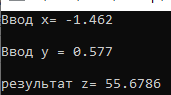 Ввод x= -1.462
Ввод y = 0.577
результат z= 55.6786